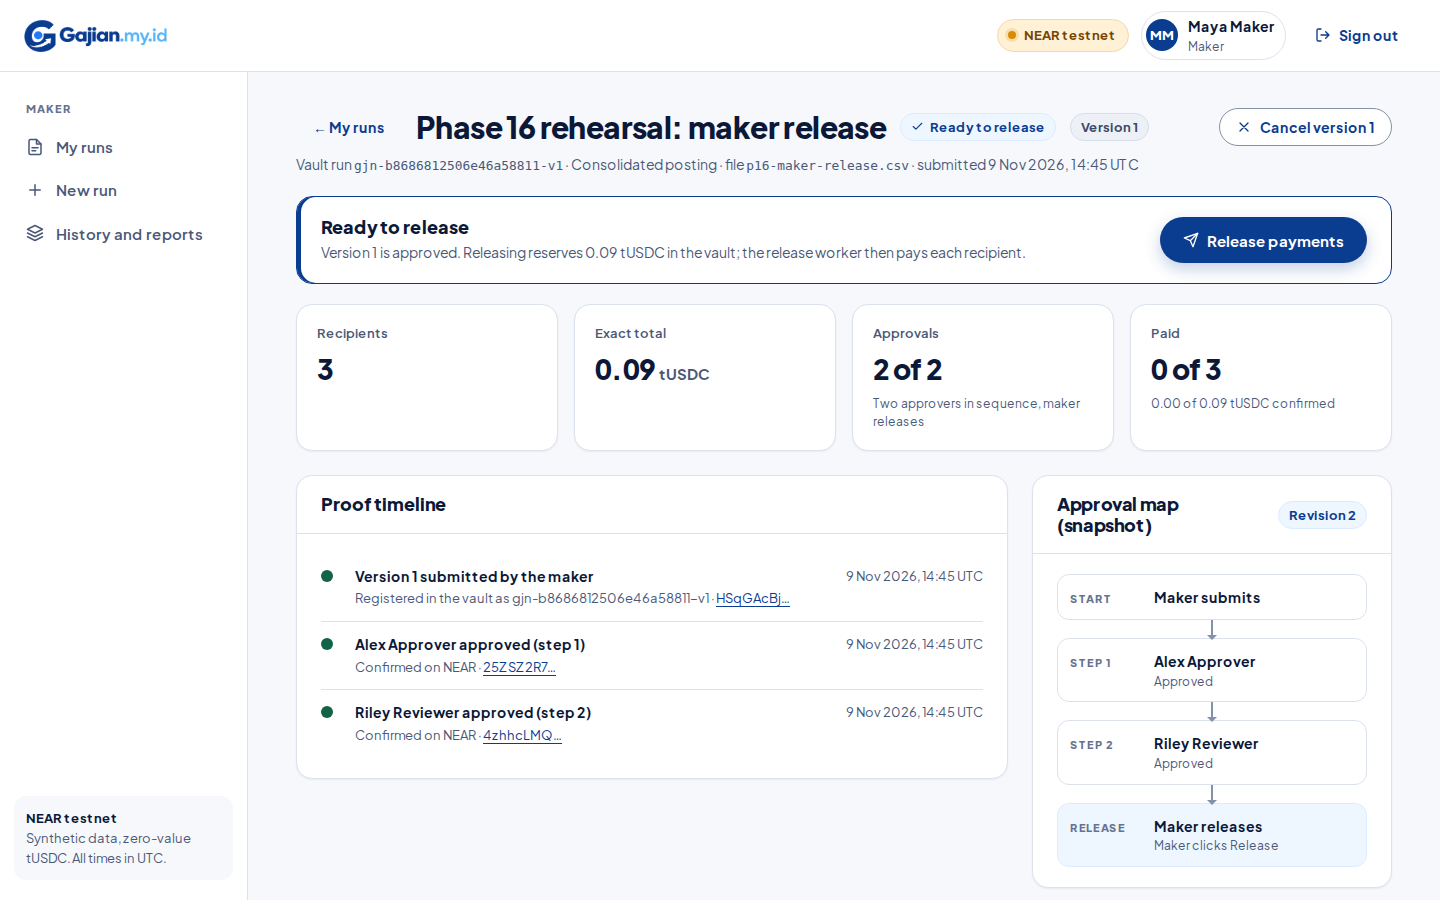 Gajian.my.id
NEAR testnet
MM
Maya Maker
Maker
Sign out
MAKER
My runs
New run
History and reports
NEAR testnet
Synthetic data, zero-value
tUSDC. All times in UTC.
← My runs
Phase 16 rehearsal: maker release
Ready to release
Version 1
Cancel version 1
Vault run gjn-b8686812506e46a58811-v1 · Consolidated posting · file p16-maker-release.csv · submitted 9 Nov 2026, 14:45 UTC
Ready to release
Version 1 is approved. Releasing reserves 0.09 tUSDC in the vault; the release worker then pays each recipient.
Release payments
Recipients
3
Exact total
0.09 tUSDC
Approvals
2 of 2
Two approvers in sequence, maker
releases
Paid
0 of 3
0.00 of 0.09 tUSDC confirmed
Proof timeline
Version 1 submitted by the maker
9 Nov 2026, 14:45 UTC
Registered in the vault as gjn-b8686812506e46a58811-v1 · HSqGAcBj…
Alex Approver approved (step 1)
9 Nov 2026, 14:45 UTC
Confirmed on NEAR · 25ZSZ2R7…
Riley Reviewer approved (step 2)
9 Nov 2026, 14:45 UTC
Confirmed on NEAR · 4zhhcLMQ…
Approval map
(snapshot)
Revision 2
START
Maker submits
STEP 1
Alex Approver
Approved
STEP 2
Riley Reviewer
Approved
RELEASE
Maker releases
Maker clicks Release